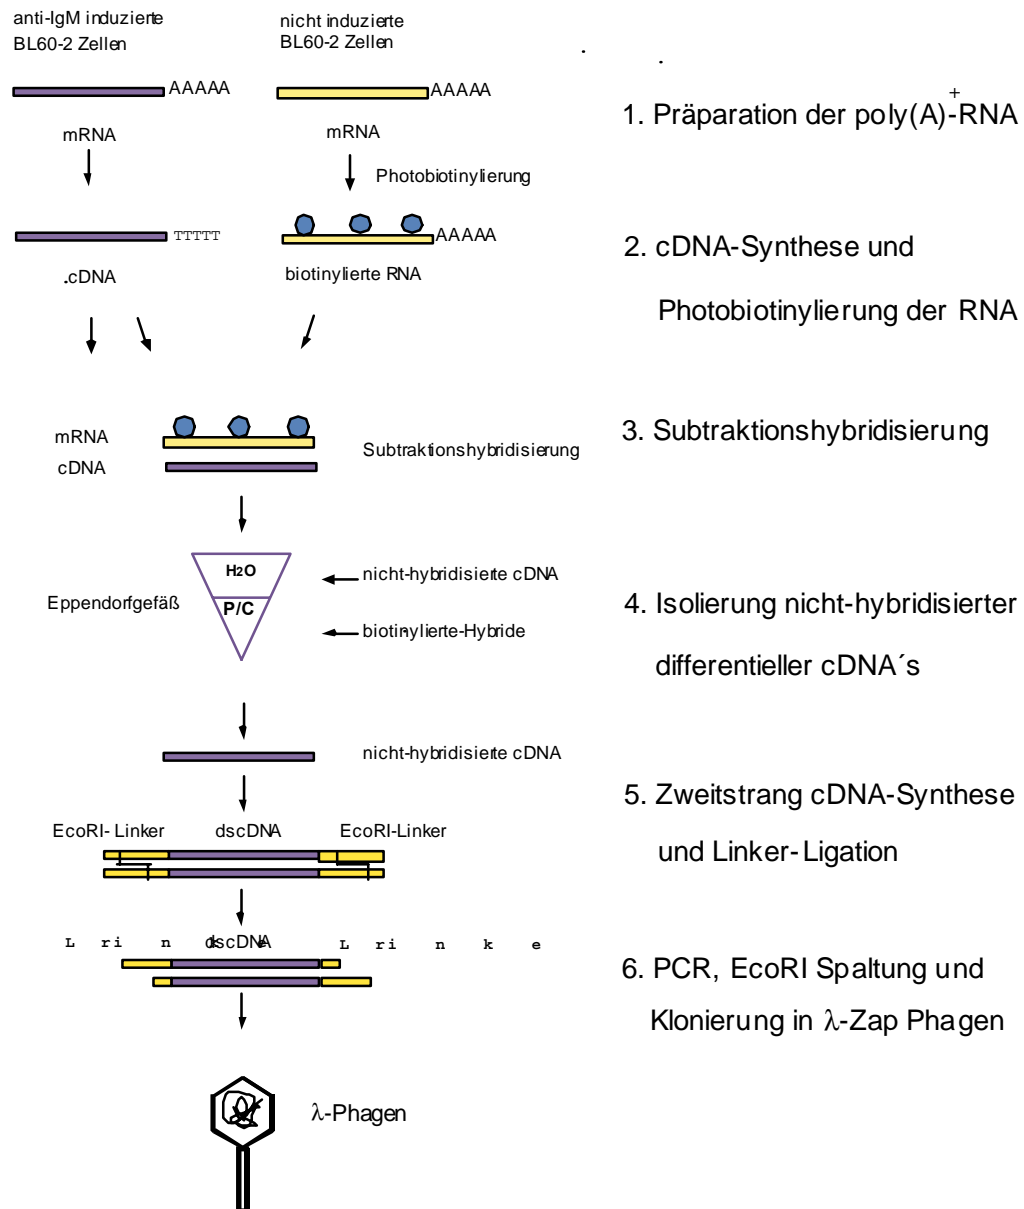 anti-IgM induzierte
BL60-2 Zellen
nicht induzierte
BL60-2 Zellen
AAAAA
AAAAA
mRNA
mRNA
1. Präparation der poly(A)+-RNA
Photobiotinylierung
TTTTT
AAAAA
.cDNA
biotinylierte RNA
2. cDNA-Synthese und
Photobiotinylierung der RNA
mRNA
cDNA
Subtraktionshybridisierung
3. Subtraktionshybridisierung
Eppendorfgefäß
H2O
P/C
nicht-hybridisierte cDNA
biotinylierte-Hybride
4. Isolierung nicht-hybridisierter
differentieller cDNA´s
nicht-hybridisierte cDNA
EcoRI- Linker
dscDNA
EcoRI-Linker
5. Zweitstrang cDNA-Synthese
und Linker-Ligation
L ri n k e
dscDNA
L ri n k e
6. PCR, EcoRI Spaltung und
Klonierung in λ-Zap Phagen
λ-Phagen